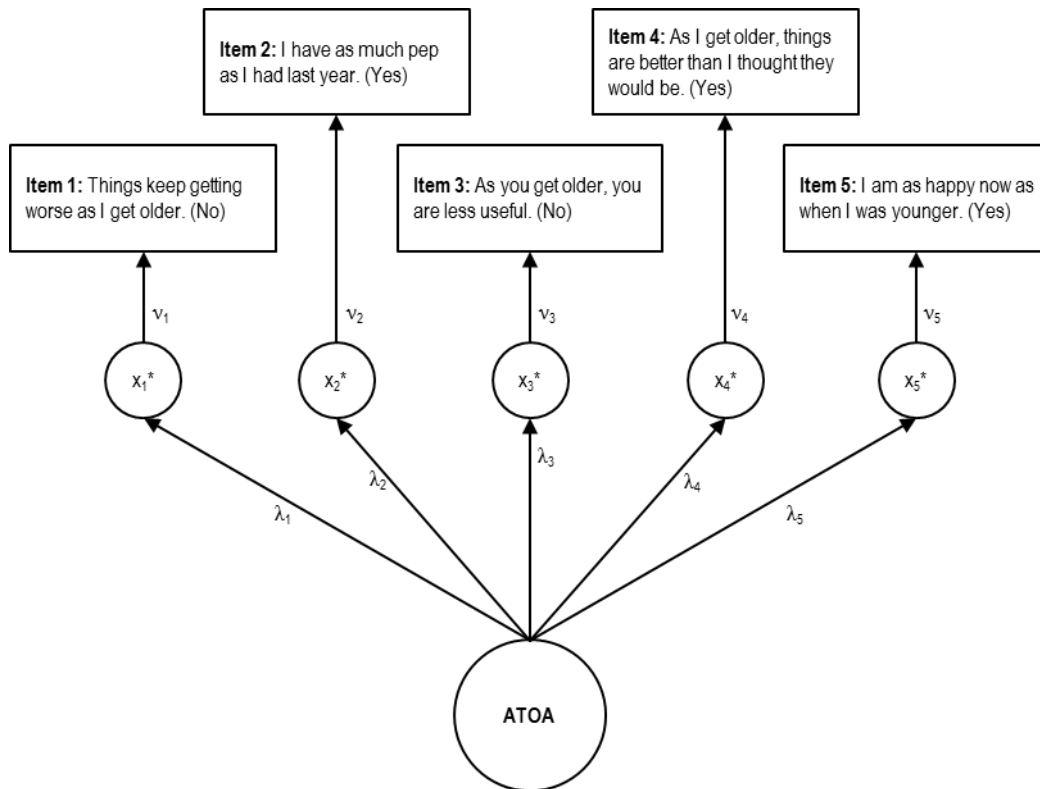 Item 2: I have as much pep
as I had last year. (Yes)
Item 4: As I get older, things
are better than I thought they
would be. (Yes)
Item 1: Things keep getting
worse as I get older. (No)
Item 3: As you get older, you
are less useful. (No)
Item 5: I am as happy now as
when I was younger. (Yes)
ν₁
ν₂
ν₃
ν₄
ν₅
x₁*
x₂*
x₃*
x₄*
x₅*
λ₁
λ₂
λ₃
λ₄
λ₅
ATOA